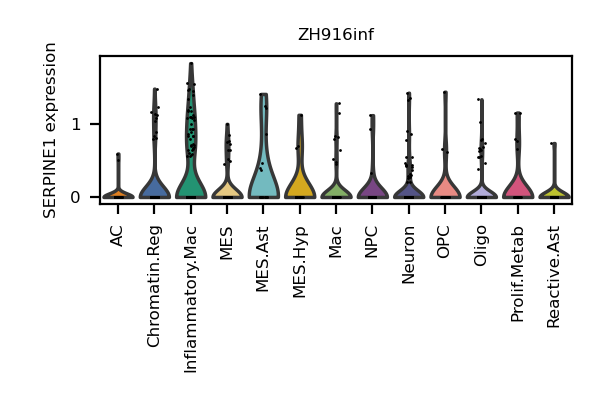 ZH916inf
SERPINE1 expression
1
0
AC
Chromatin.Reg
Inflammatory.Mac
MES
MES.Ast
MES.Hyp
Mac
NPC
Neuron
OPC
Oligo
Prolif.Metab
Reactive.Ast